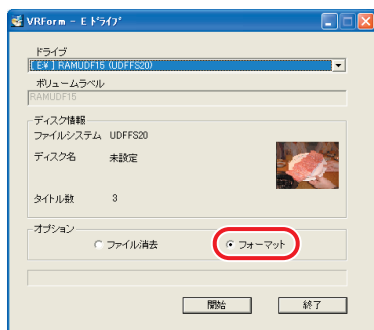 VRForm - E ﾄﾞﾗｲﾌﾞ
ドライブ
[ E¥ ] RAMUDF15 (UDFFS20)
ボリュームラベル
RAMUDF15
ディスク情報
ファイルシステム UDFFS20
ディスク名 未設定
タイトル数 3
オプション
ファイル消去 フォーマット
開始 終了